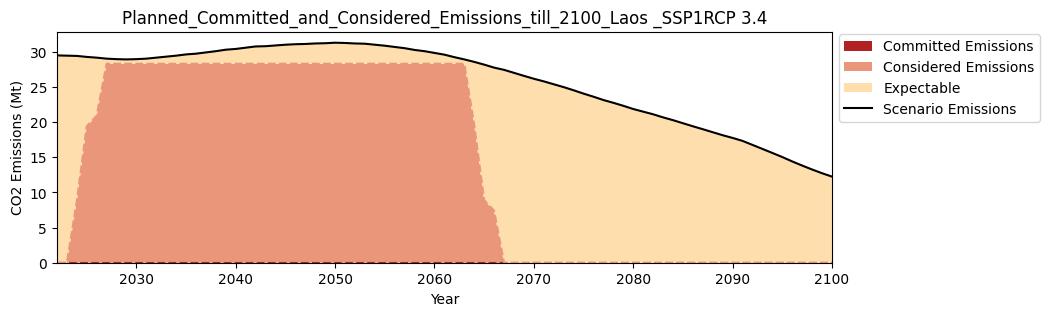 Planned_Committed_and_Considered_Emissions_till_2100_Laos _SSP1RCP 3.4
CO2 Emissions (Mt)
30
25
20
15
10
5
0
2030 2040 2050 2060 2070 2080 2090 2100
Year
Committed Emissions
Considered Emissions
Expectable
Scenario Emissions